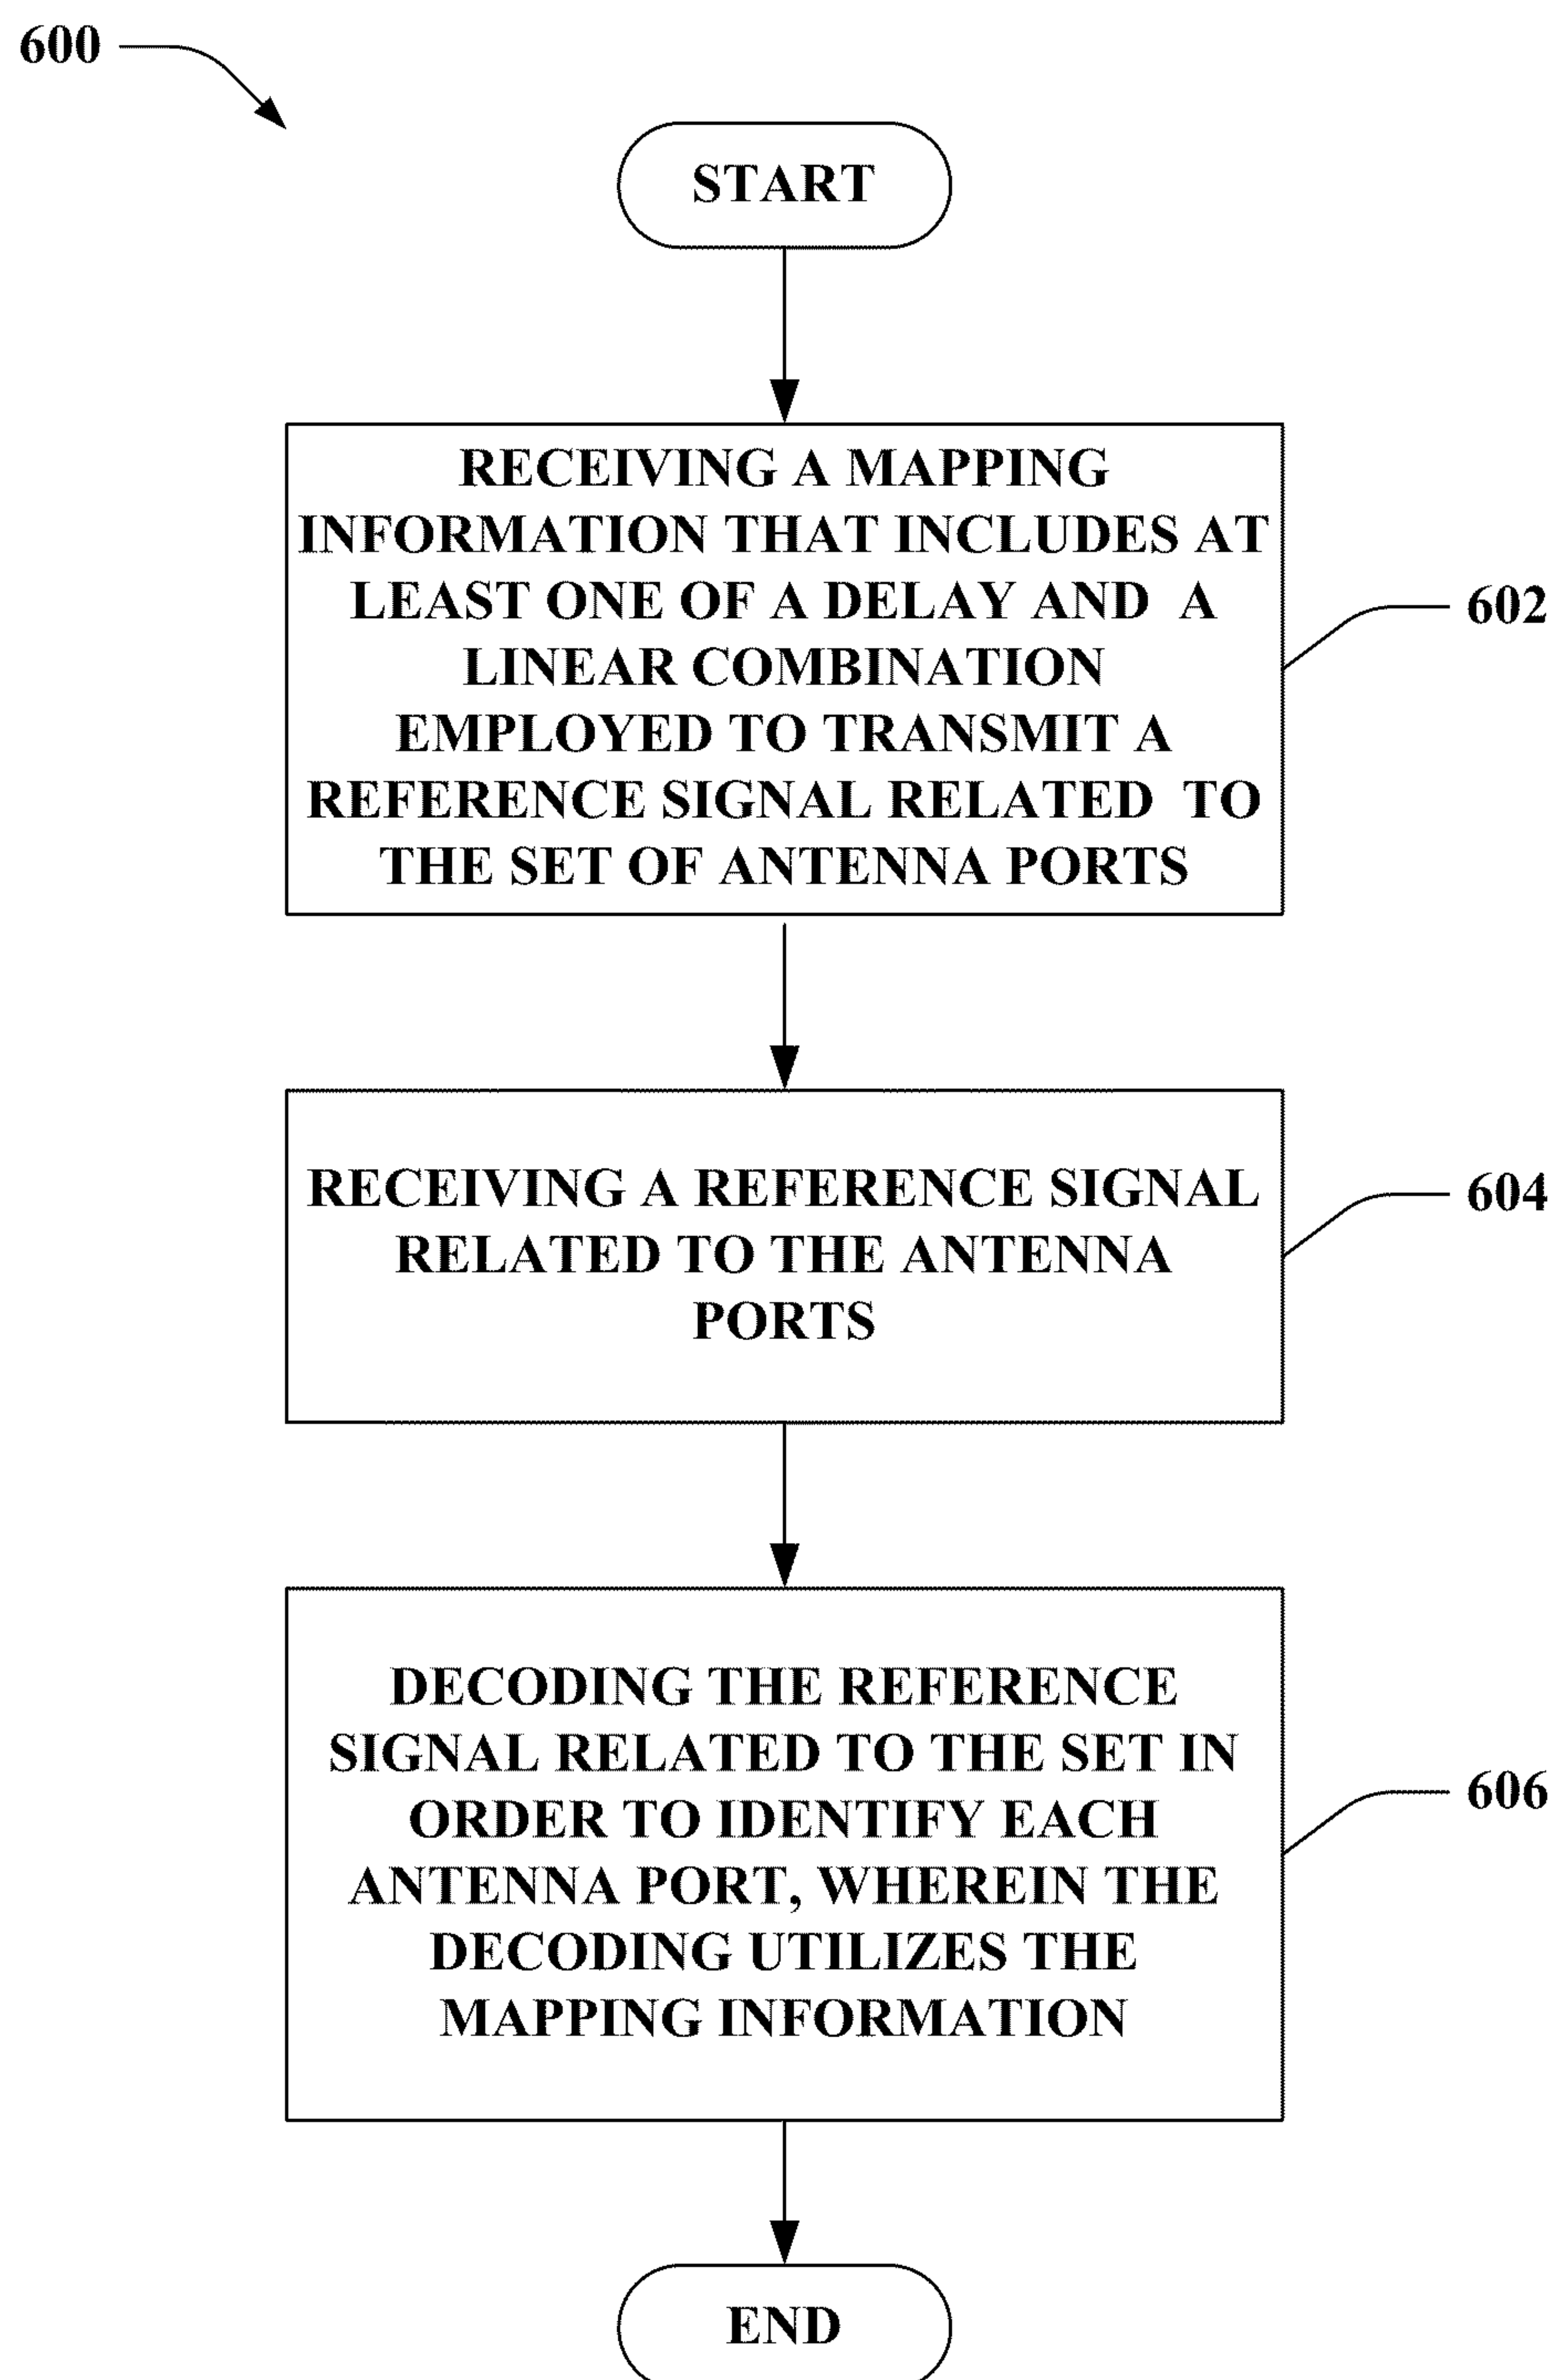 600
START
RECEIVING A MAPPING
INFORMATION THAT INCLUDES AT
LEAST ONE OF A DELAY AND A
LINEAR COMBINATION
EMPLOYED TO TRANSMIT A
REFERENCE SIGNAL RELATED TO
THE SET OF ANTENNA PORTS
602
RECEIVING A REFERENCE SIGNAL
RELATED TO THE ANTENNA
PORTS
604
DECODING THE REFERENCE
SIGNAL RELATED TO THE SET IN
ORDER TO IDENTIFY EACH
ANTENNA PORT, WHEREIN THE
DECODING UTILIZES THE
MAPPING INFORMATION
606
END